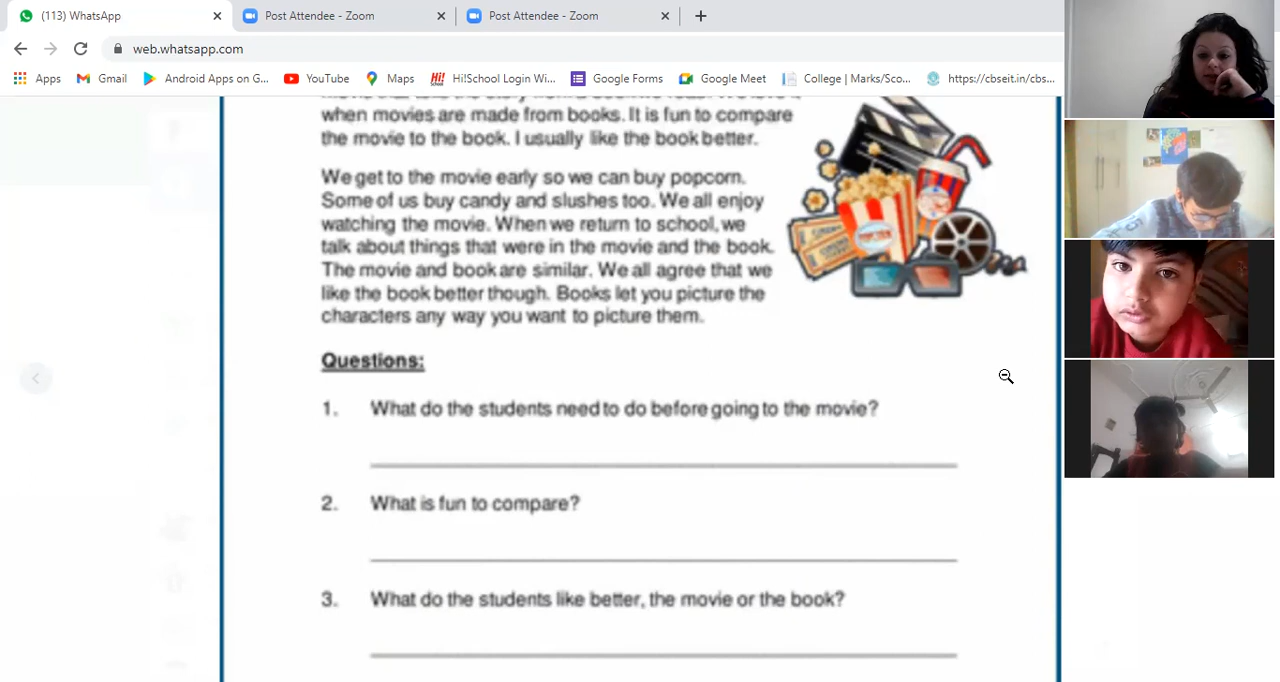 (113) WhatsApp
Post Attendee - Zoom
Post Attendee - Zoom
web.whatsapp.com
Apps
Gmail
Android Apps on G...
YouTube
Maps
Hi!School Login Wi...
Google Forms
Google Meet
College | Marks/Sco...
https://cbseit.in/cbs...
when movies are made from books. It is fun to compare
the movie to the book. I usually like the book better.
We get to the movie early so we can buy popcorn.
Some of us buy candy and slushes too. We all enjoy
watching the movie. When we return to school, we
talk about things that were in the movie and the book.
The movie and book are similar. We all agree that we
like the book better though. Books let you picture the
characters any way you want to picture them.
Questions:
1. What do the students need to do before going to the movie?
2. What is fun to compare?
3. What do the students like better, the movie or the book?